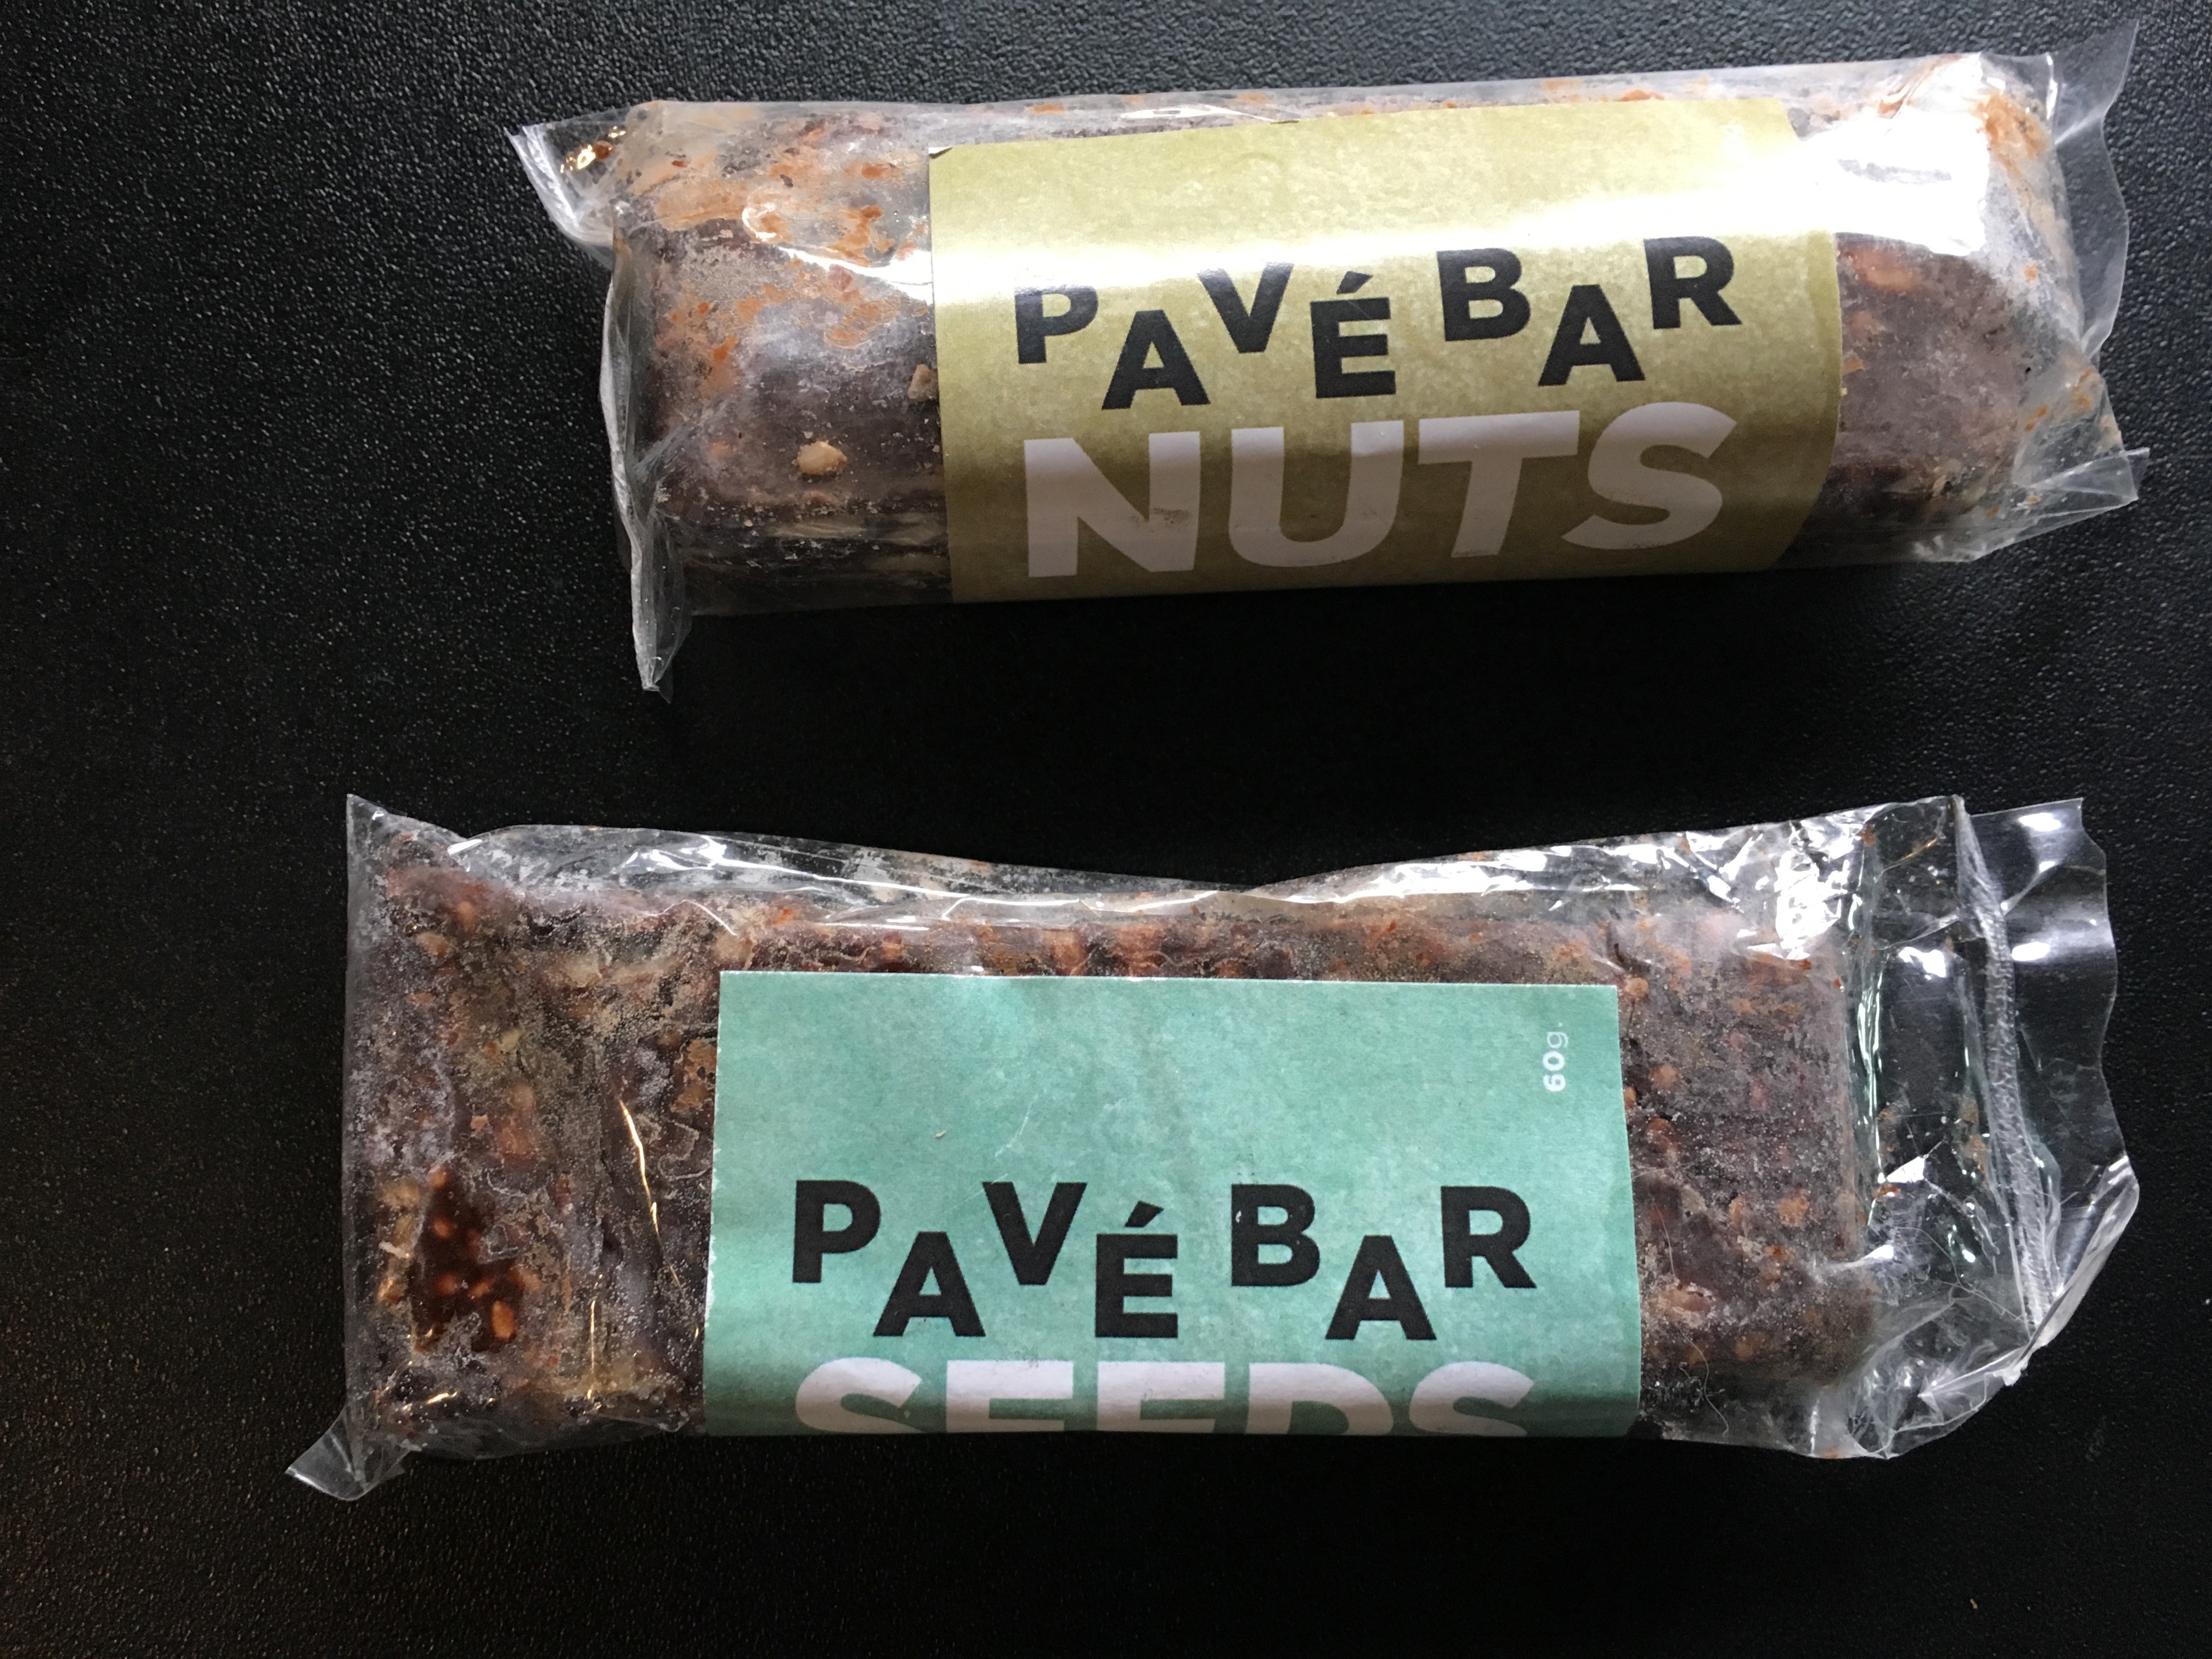 PAVÉ BAR
NUTS
60g.
PAVÉ BAR
SEEDS